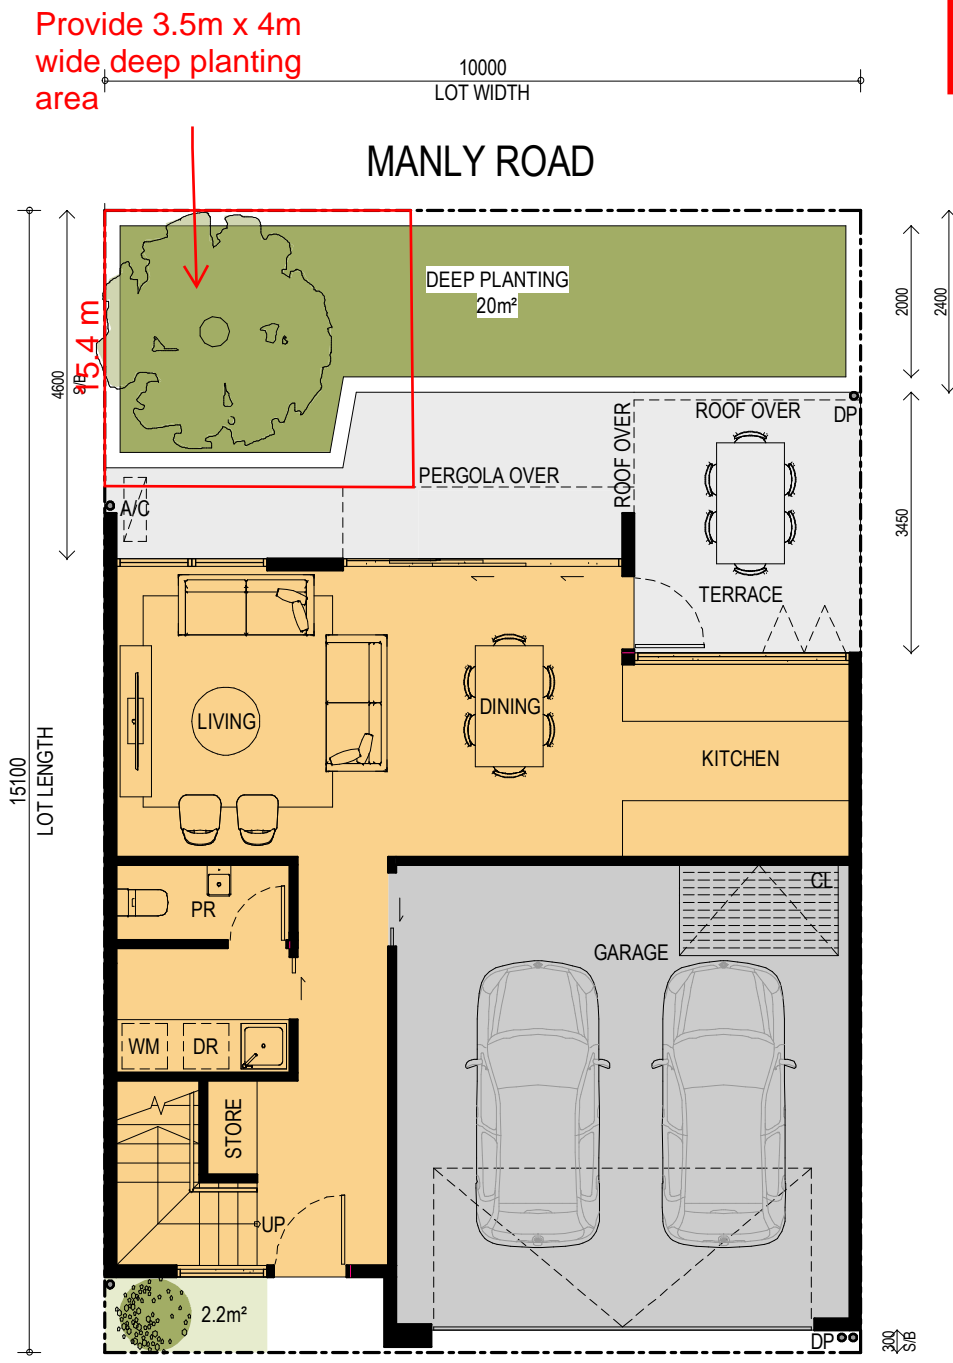 Provide 3.5m x 4m
wide deep planting
area
10000
LOT WIDTH
MANLY ROAD
DEEP PLANTING
20m²
2000
2400
4600
S/B
5.4 m
ROOF OVER
DP
ROOF OVER
PERGOLA OVER
A/C
3450
TERRACE
LIVING
DINING
KITCHEN
15100
LOT LENGTH
CL
PR
GARAGE
WM
DR
STORE
UP
2.2m²
DP
300
S/B